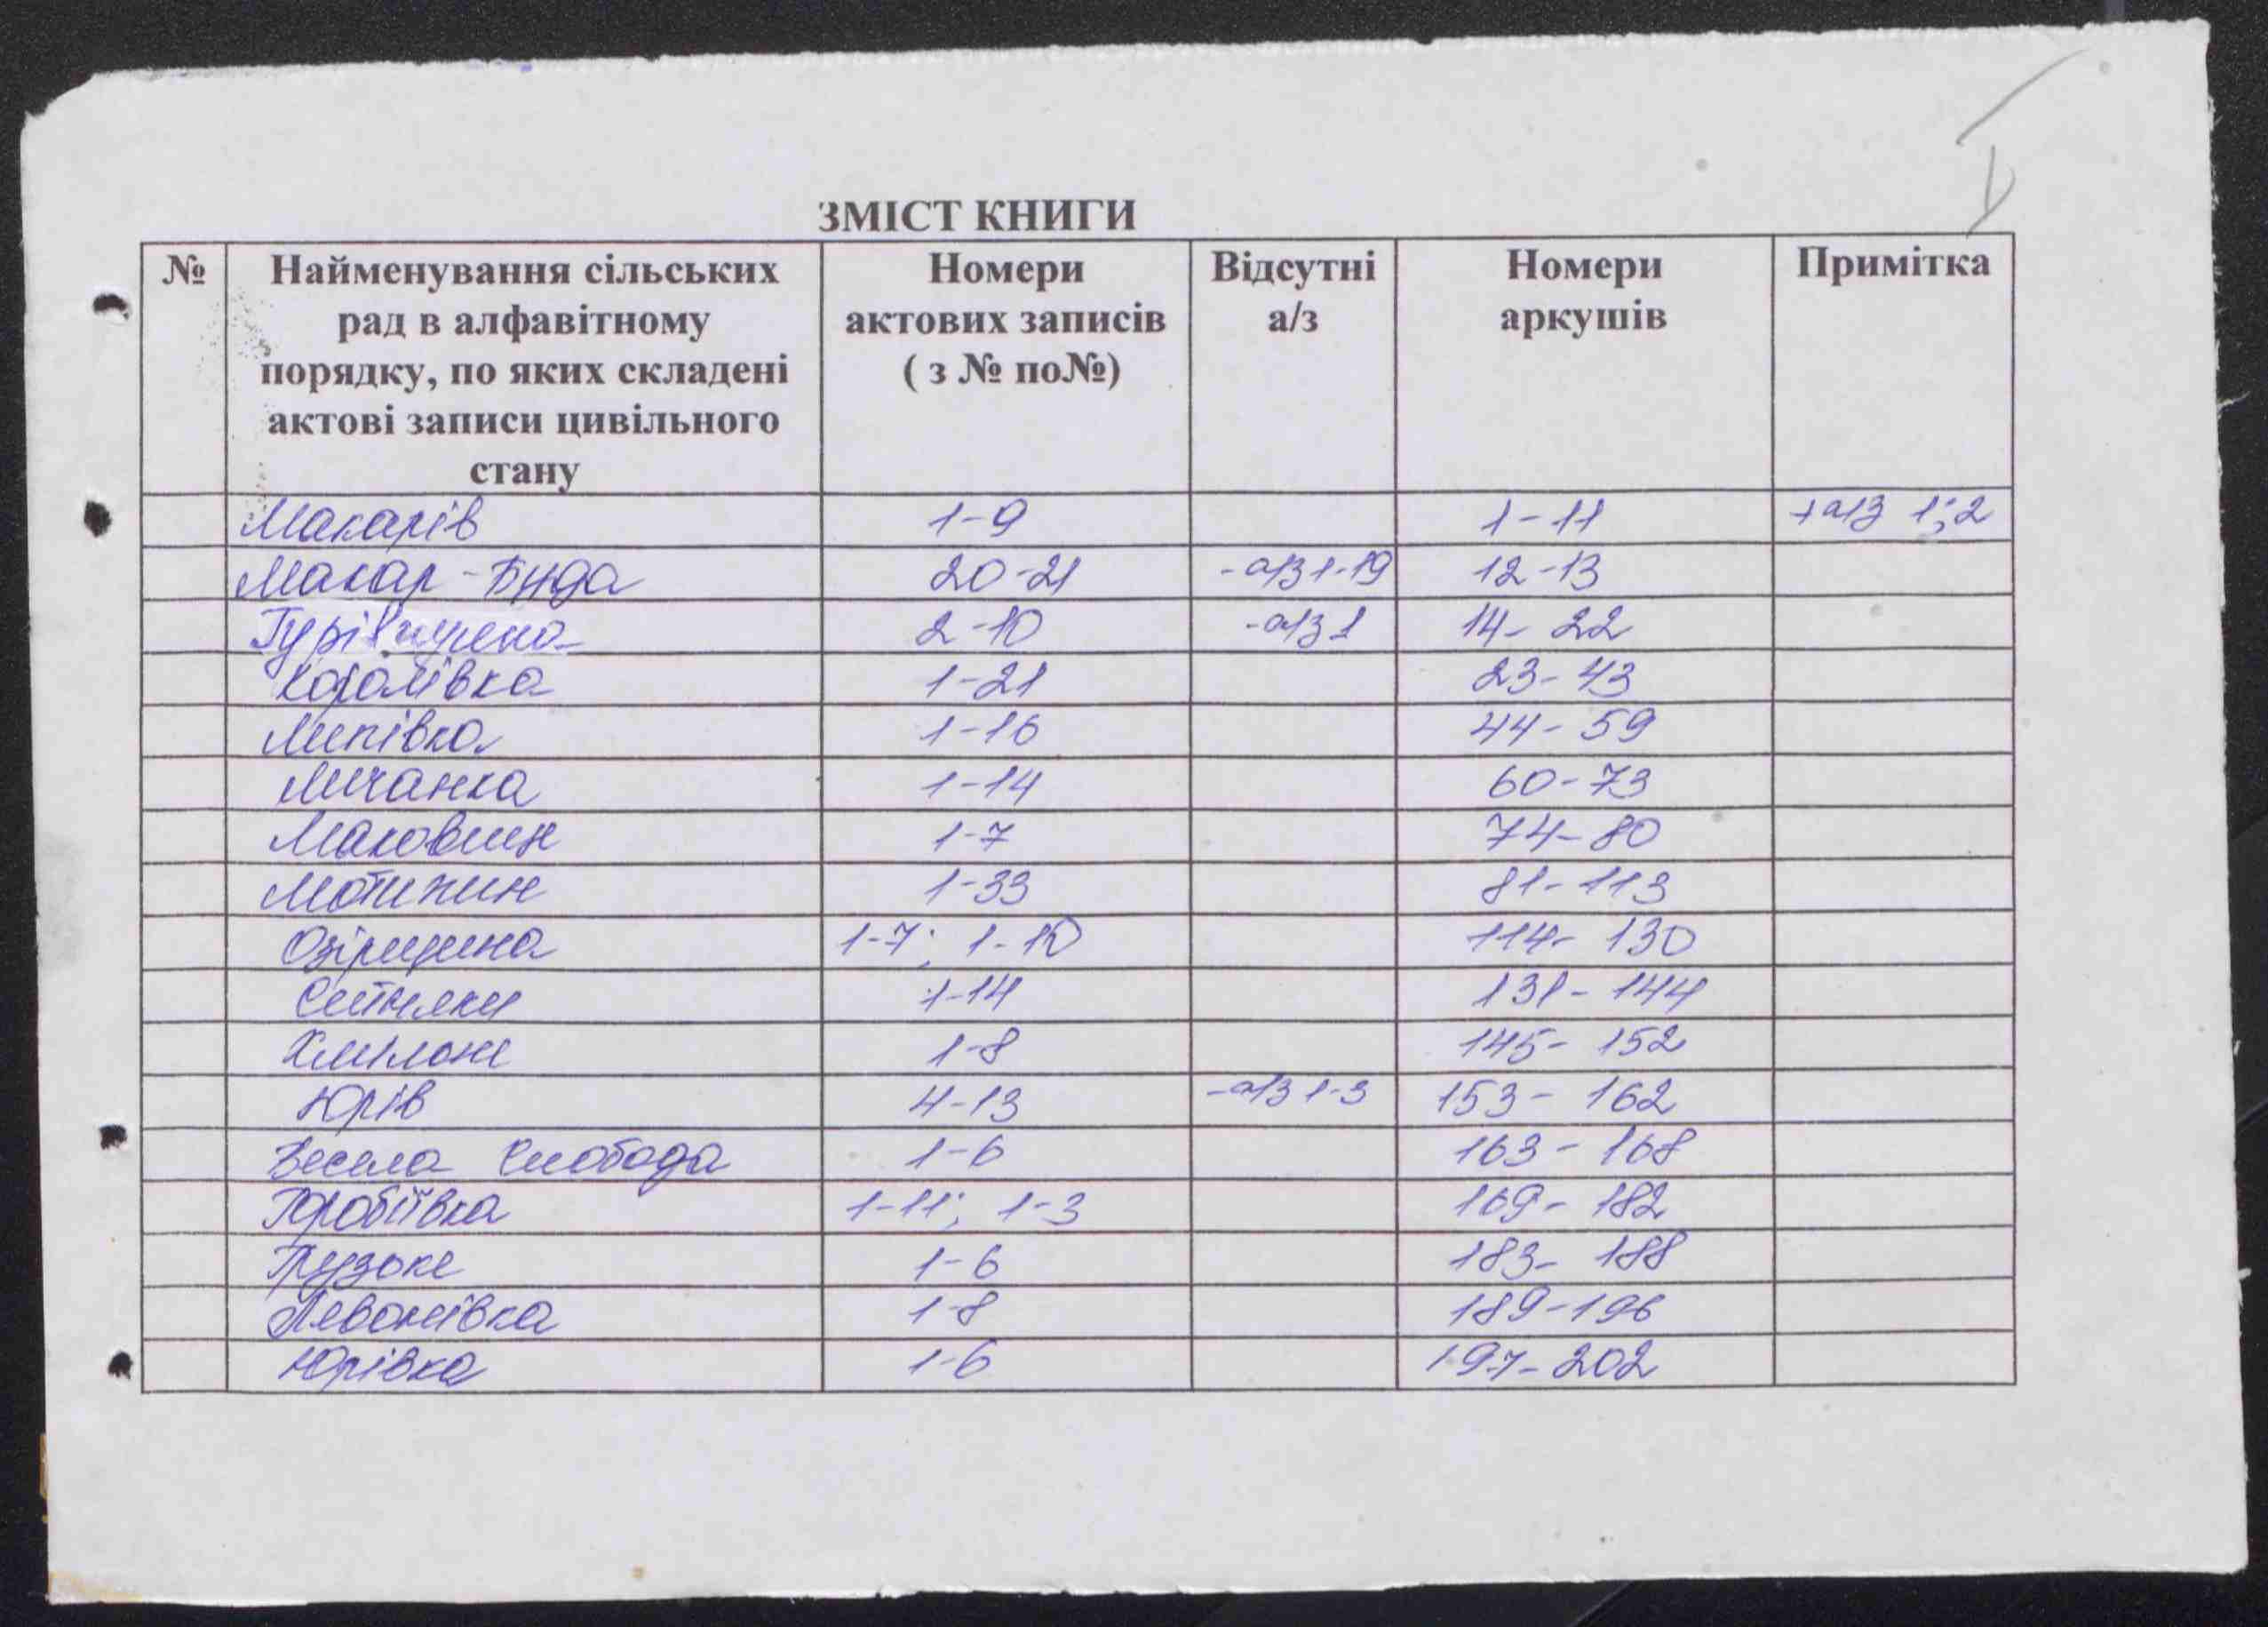 ЗМІСТ КНИГИ
№ Найменування сільських рад в алфавітному порядку, по яких складені актові записи цивільного стану Номери актових записів ( з № по№) Відсутні а/з Номери аркушів Примітка
Макарів 1-9 1-11 +а/з 1; 2
Макар-Буда 20-21 -а/з 1-19 12-13
Гурівщина 2-10 -а/з 1 14-22
Королівка 1-21 23-43
Липівка 1-16 44-59
Личанка 1-14 60-73
Маковище 1-7 74-80
Мотижин 1-33 81-113
Озірщина 1-7; 1-10 114-130
Ситняки 1-14 131-144
1-8 145-152
Юрів 4-13 -а/з 1-3 153-162
Весела Слобода 1-6 163-168
1-11; 1-3 169-182
Грузьке 1-6 183-188
1-8 189-196
Юрівка 1-6 197-202